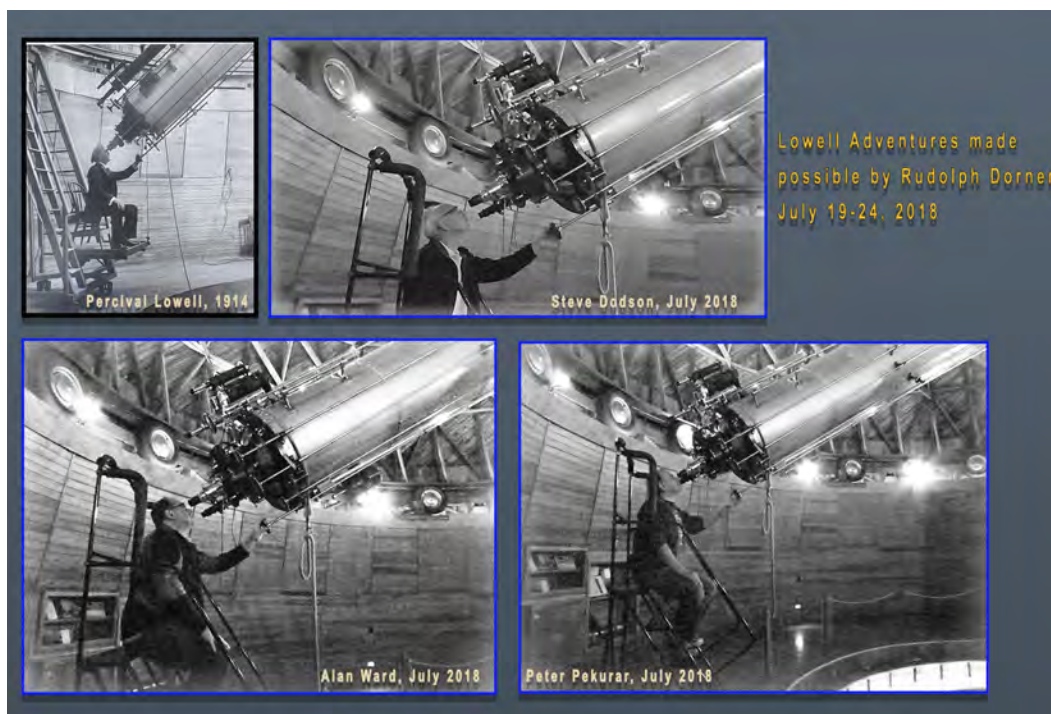 Percival Lowell, 1914
Steve Dodson, July 2018
Lowell Adventures made
possible by Rudolph Dorner
July 19-24, 2018
Alan Ward, July 2018
Peter Pekurar, July 2018